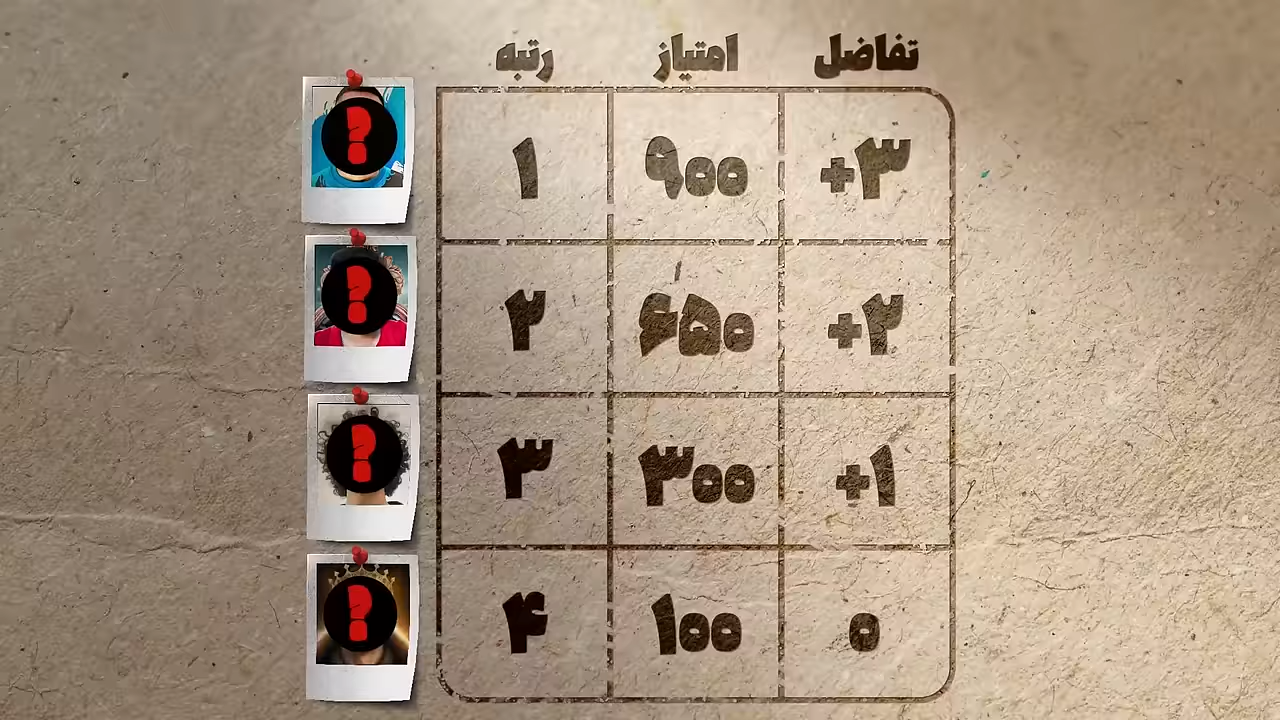 رتبه امتیاز تفاضل
؟ ۱ ۹۰۰ +۳
؟ ۲ ۶۵۰ +۲
؟ ۳ ۳۰۰ +۱
؟ ۴ ۱۰۰ ۰